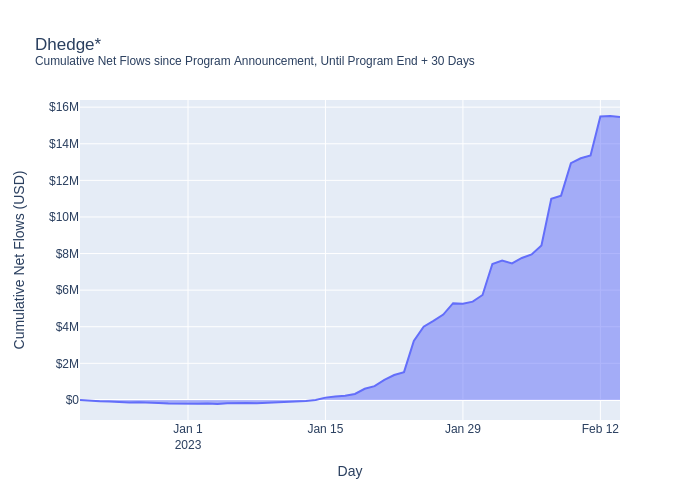 Dhedge*
Cumulative Net Flows since Program Announcement, Until Program End + 30 Days
Cumulative Net Flows (USD)
$16M
$14M
$12M
$10M
$8M
$6M
$4M
$2M
$0
Jan 1
2023
Jan 15
Jan 29
Feb 12
Day